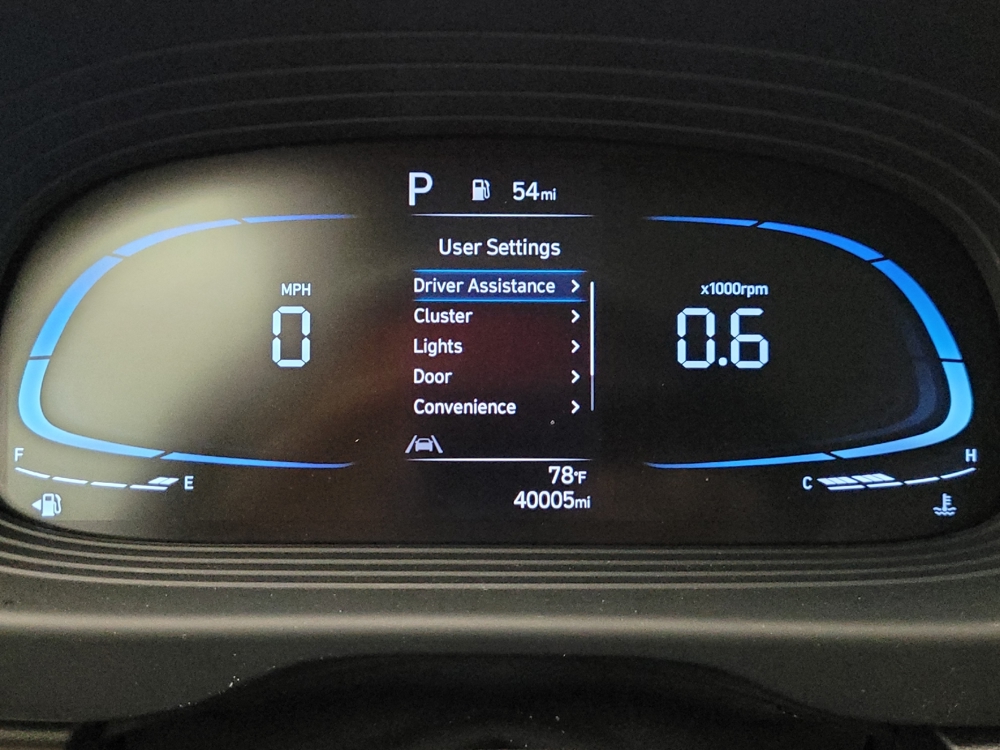 P 54mi
User Settings
Driver Assistance >
Cluster >
Lights >
Door >
Convenience >
MPH
0
x1000rpm
0.6
F
E
C
H
78°F
40005mi